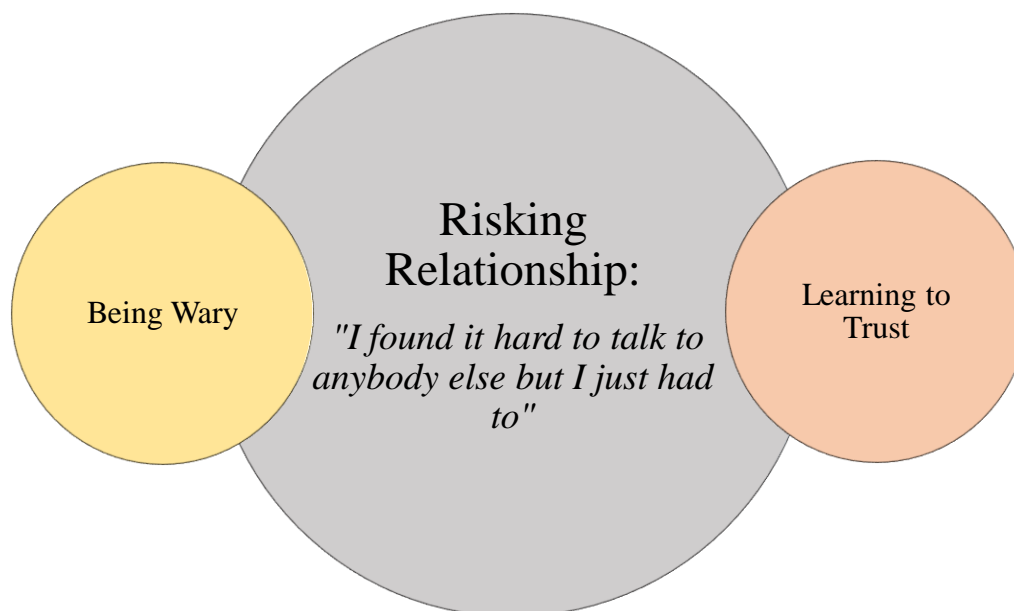 Being Wary
Risking
Relationship:
"I found it hard to talk to
anybody else but I just had
to"
Learning to
Trust